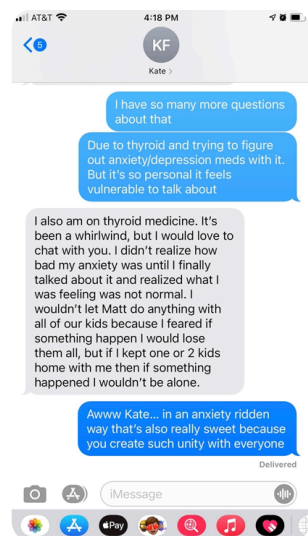 AT&T
4:18 PM
5
KF
Kate >
I have so many more questions
about that
Due to thyroid and trying to figure
out anxiety/depression meds with it.
But it's so personal it feels
vulnerable to talk about
I also am on thyroid medicine. It's
been a whirlwind, but I would love to
chat with you. I didn't realize how
bad my anxiety was until I finally
talked about it and realized what I
was feeling was not normal. I
wouldn't let Matt do anything with
all of our kids because I feared if
something happen I would lose
them all, but if I kept one or 2 kids
home with me then if something
happened I wouldn't be alone.
Awww Kate... in an anxiety ridden
way that's also really sweet because
you create such unity with everyone
Delivered
iMessage
Pay